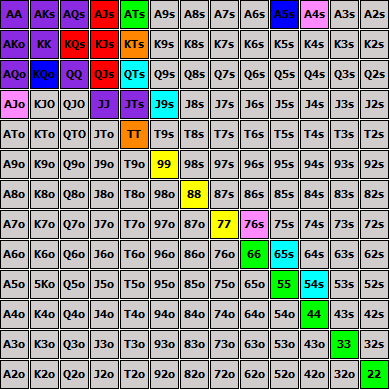 AA AKs AQs AJs ATs A9s A8s A7s A6s A5s A4s A3s A2s
AKo KK KQs KJs KTs K9s K8s K7s K6s K5s K4s K3s K2s
AQo KQo QQ QJs QTs Q9s Q8s Q7s Q6s Q5s Q4s Q3s Q2s
AJo KJO QJO JJ JTs J9s J8s J7s J6s J5s J4s J3s J2s
ATo KTo QTO JTo TT T9s T8s T7s T6s T5s T4s T3s T2s
A9o K9o Q9o J9o T9o 99 98s 97s 96s 95s 94s 93s 92s
A8o K8o Q8o J8o T8o 98o 88 87s 86s 85s 84s 83s 82s
A7o K7o Q7o J7o T7o 97o 87o 77 76s 75s 74s 73s 72s
A6o K6o Q6o J6o T6o 96o 86o 76o 66 65s 64s 63s 62s
A5o 5Ko Q5o J5o T5o 95o 85o 75o 65o 55 54s 53s 52s
A4o K4o Q4o J4o T4o 94o 84o 74o 64o 54o 44 43s 42s
A3o K3o Q3o J3o T3o 93o 83o 73o 63o 53o 43o 33 32s
A2o K2o Q2o J2o T2o 92o 82o 72o 62o 52o 42o 32o 22